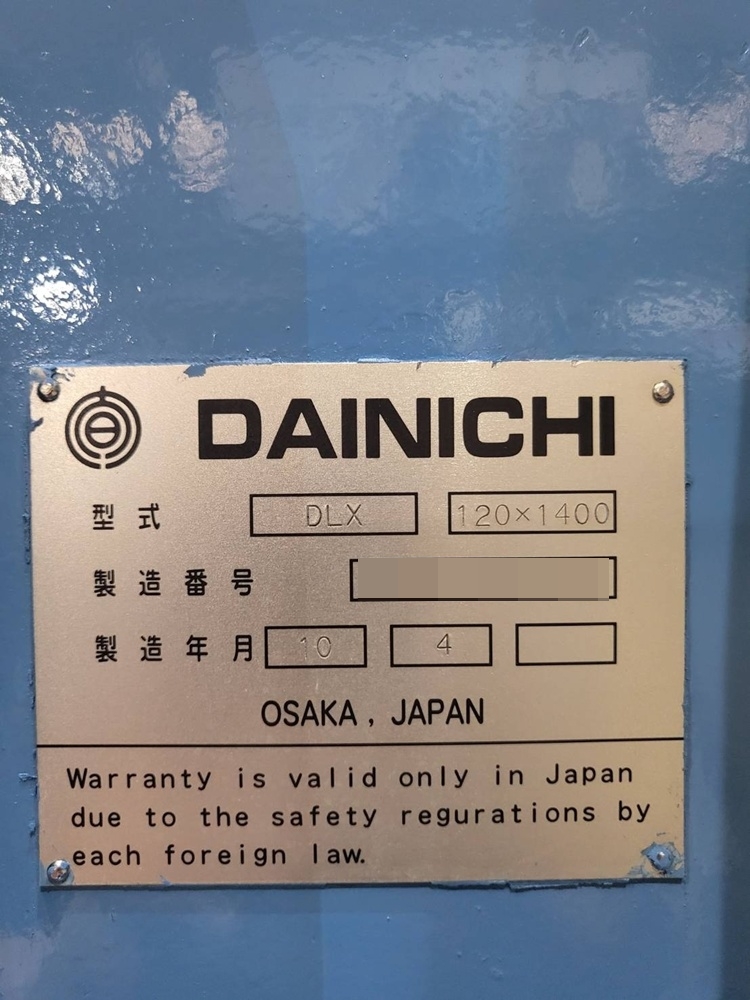 DAINICHI
型式 DLX 120×1400
製造番号
製造年月 10 4
OSAKA, JAPAN
Warranty is valid only in Japan
due to the safety regurations by
each foreign law.